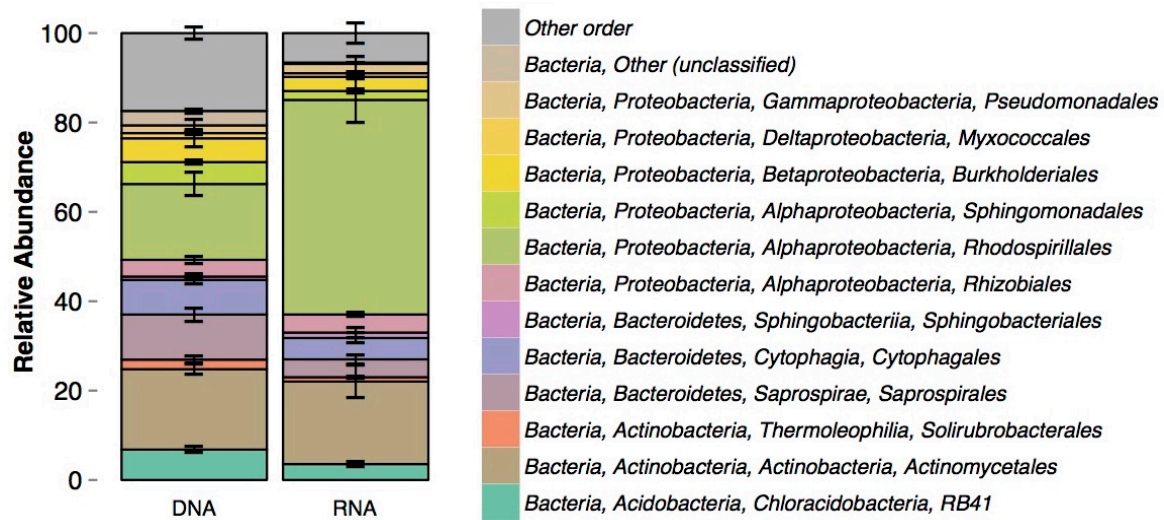 Relative Abundance
100
80
60
40
20
0
DNA
RNA
Other order
Bacteria, Other (unclassified)
Bacteria, Proteobacteria, Gammaproteobacteria, Pseudomonadales
Bacteria, Proteobacteria, Deltaproteobacteria, Myxococcales
Bacteria, Proteobacteria, Betaproteobacteria, Burkholderiales
Bacteria, Proteobacteria, Alphaproteobacteria, Sphingomonadales
Bacteria, Proteobacteria, Alphaproteobacteria, Rhodospirillales
Bacteria, Proteobacteria, Alphaproteobacteria, Rhizobiales
Bacteria, Bacteroidetes, Sphingobacteriia, Sphingobacteriales
Bacteria, Bacteroidetes, Cytophagia, Cytophagales
Bacteria, Bacteroidetes, Saprospirae, Saprospirales
Bacteria, Actinobacteria, Thermoleophilia, Solirubrobacterales
Bacteria, Actinobacteria, Actinobacteria, Actinomycetales
Bacteria, Acidobacteria, Chloracidobacteria, RB41